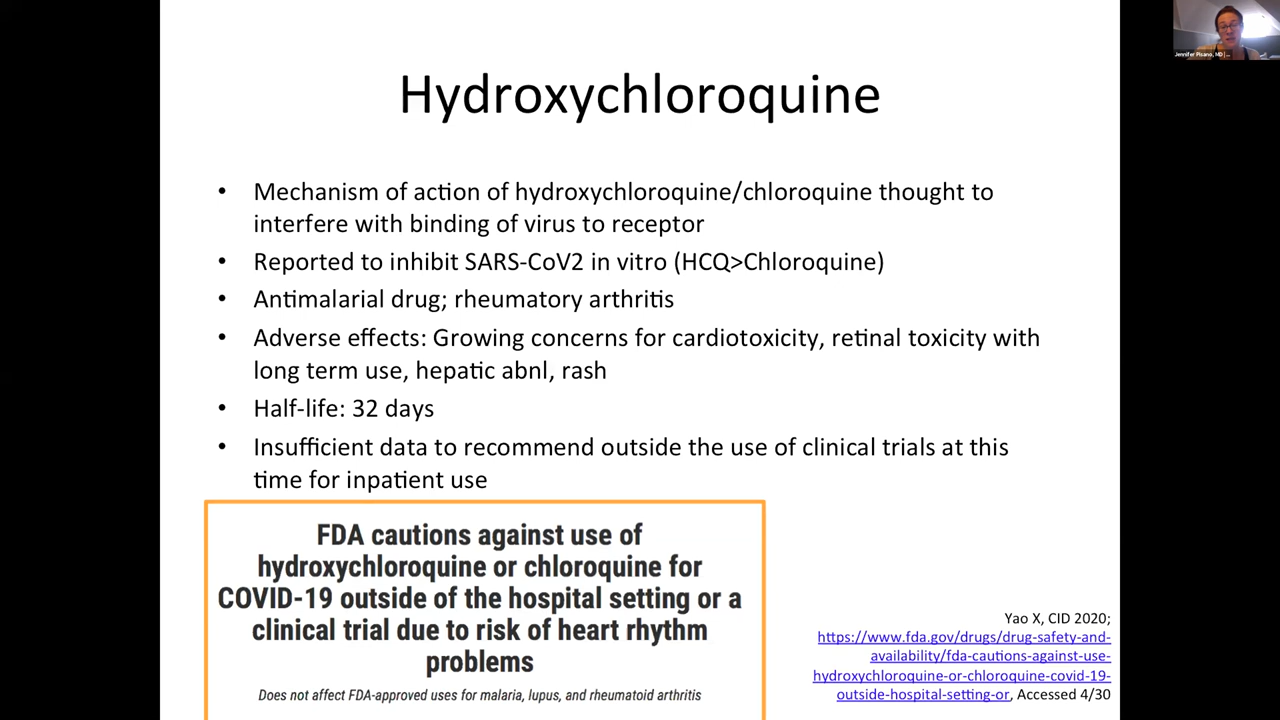 Jennifer Pisano, MD |...
Hydroxychloroquine
• Mechanism of action of hydroxychloroquine/chloroquine thought to
interfere with binding of virus to receptor
• Reported to inhibit SARS-CoV2 in vitro (HCQ>Chloroquine)
• Antimalarial drug; rheumatory arthritis
• Adverse effects: Growing concerns for cardiotoxicity, retinal toxicity with
long term use, hepatic abnl, rash
• Half-life: 32 days
• Insufficient data to recommend outside the use of clinical trials at this
time for inpatient use
FDA cautions against use of
hydroxychloroquine or chloroquine for
COVID-19 outside of the hospital setting or a
clinical trial due to risk of heart rhythm
problems
Does not affect FDA-approved uses for malaria, lupus, and rheumatoid arthritis
Yao X, CID 2020;
https://www.fda.gov/drugs/drug-safety-and-
availability/fda-cautions-against-use-
hydroxychloroquine-or-chloroquine-covid-19-
outside-hospital-setting-or, Accessed 4/30